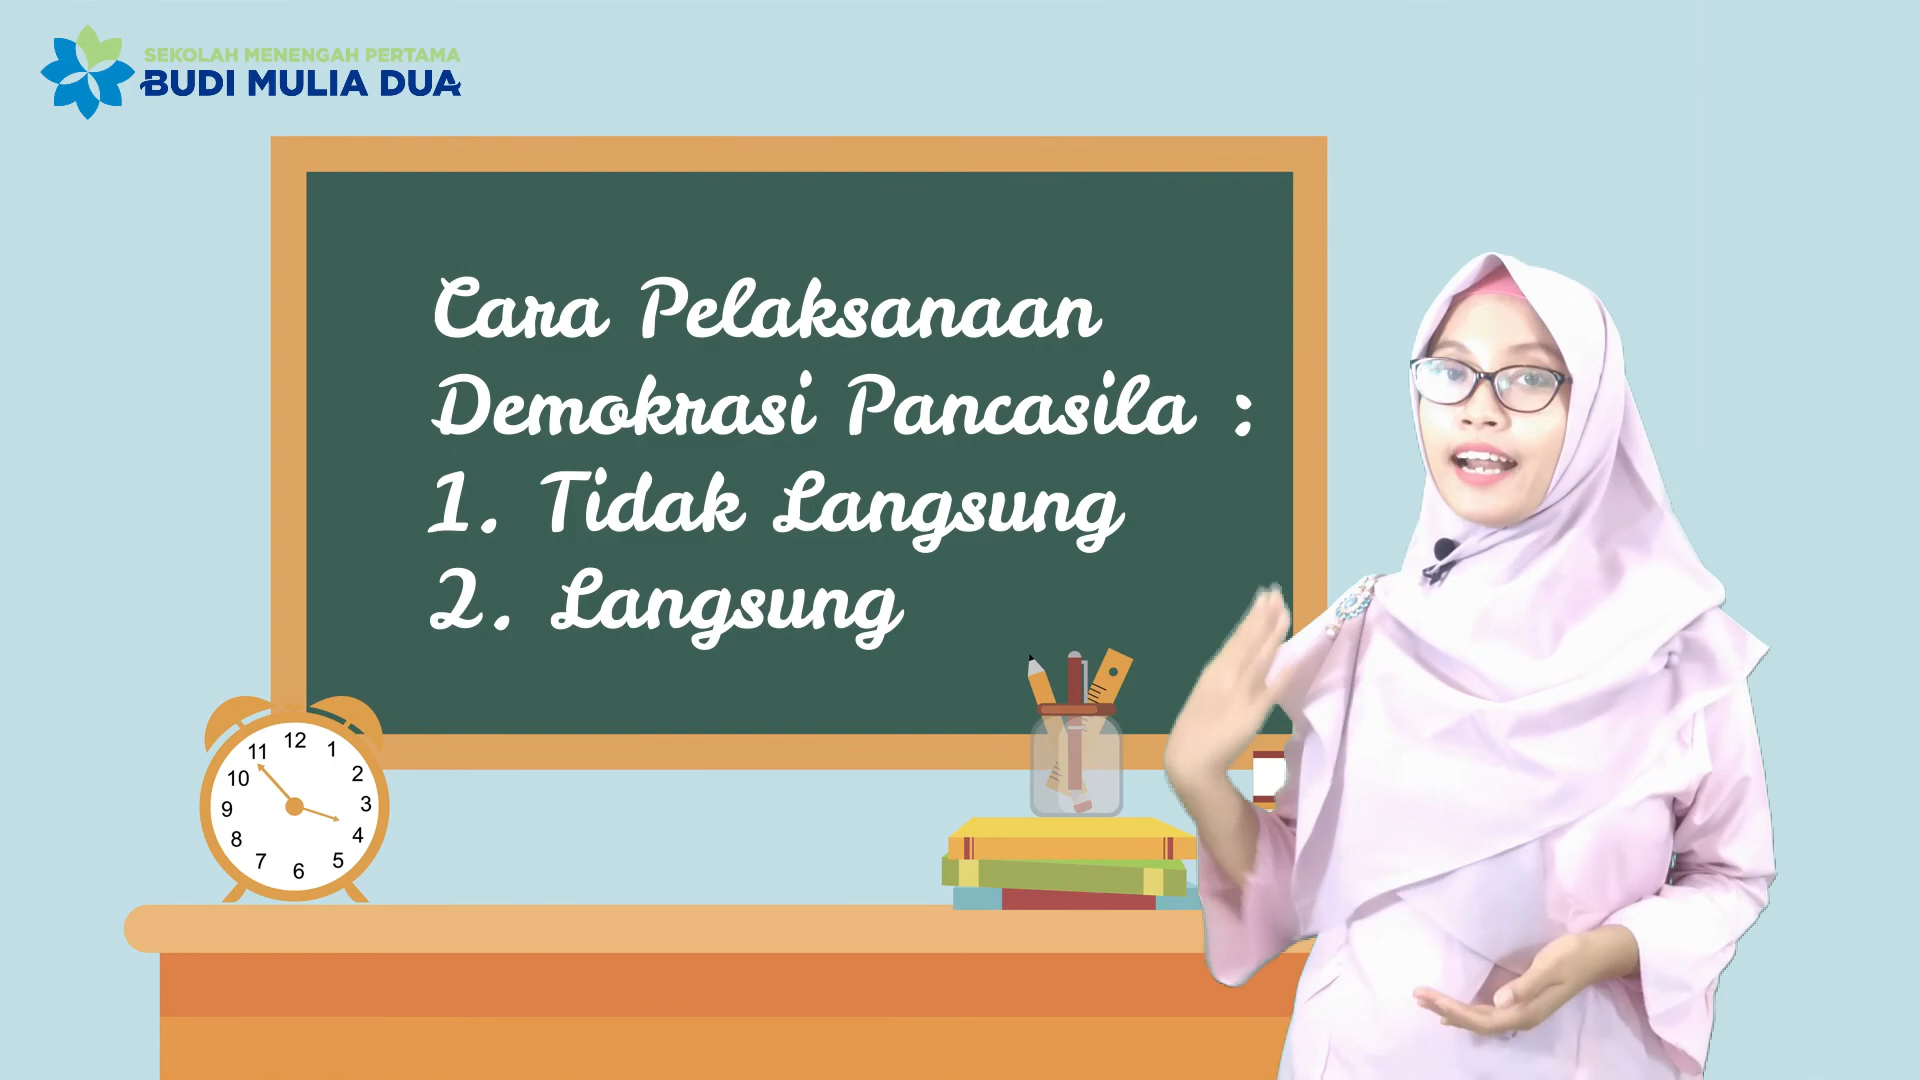 SEKOLAH MENENGAH PERTAMA
BUDI MULIA DUA
Cara Pelaksanaan
Demokrasi Pancasila :
1. Tidak Langsung
2. Langsung
12
1
2
3
4
5
6
7
8
9
10
11